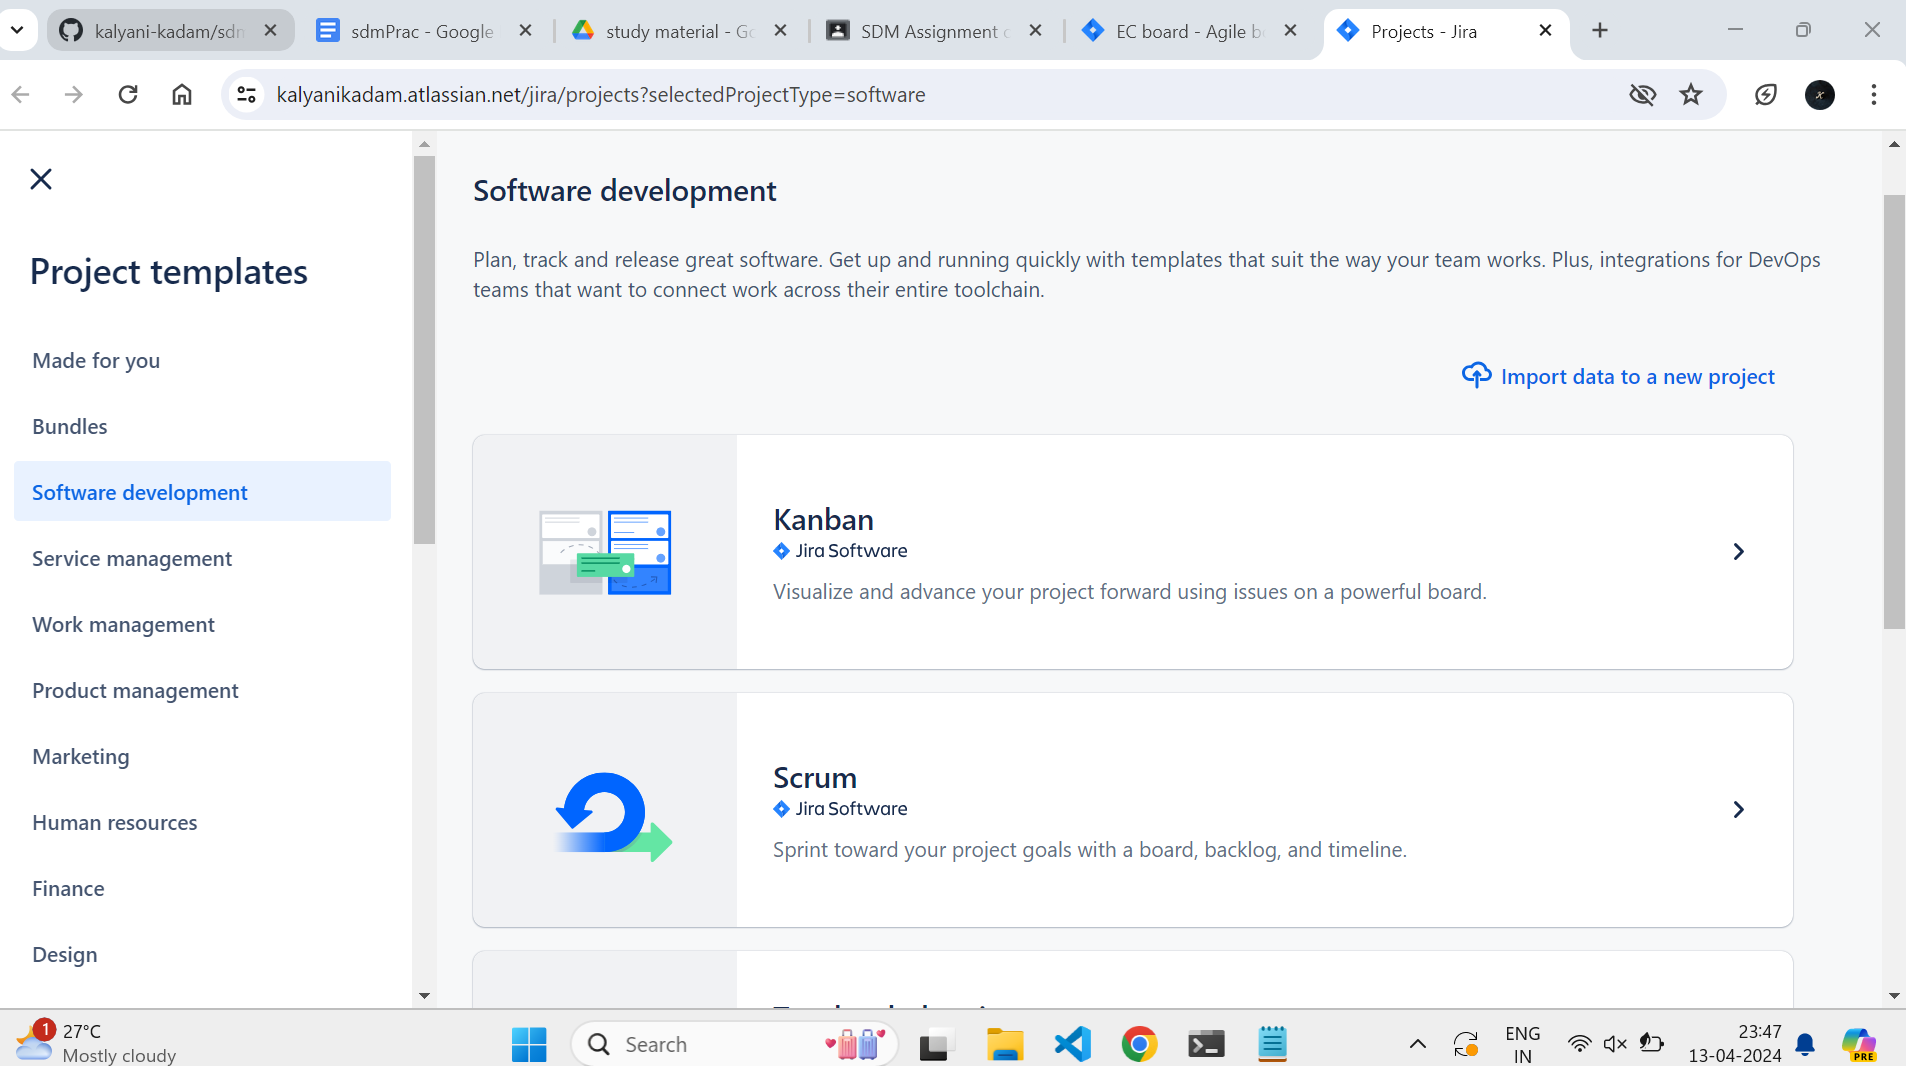 kalyani-kadam/sdm
sdmPrac - Google
study material - Go
SDM Assignment
EC board - Agile b
Projects - Jira
kalyanikadam.atlassian.net/jira/projects?selectedProjectType=software
Project templates
Made for you
Bundles
Software development
Service management
Work management
Product management
Marketing
Human resources
Finance
Design
Software development
Plan, track and release great software. Get up and running quickly with templates that suit the way your team works. Plus, integrations for DevOps
teams that want to connect work across their entire toolchain.
Import data to a new project
Kanban
Jira Software
Visualize and advance your project forward using issues on a powerful board.
Scrum
Jira Software
Sprint toward your project goals with a board, backlog, and timeline.
1
27°C
Mostly cloudy
Search
ENG
IN
23:47
13-04-2024
PRE